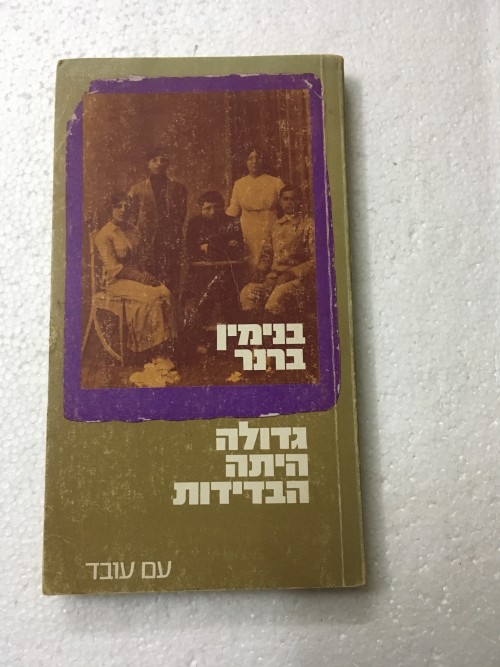 בנימין
ברנר
גדולה
היתה
הבדידות
עם עובד